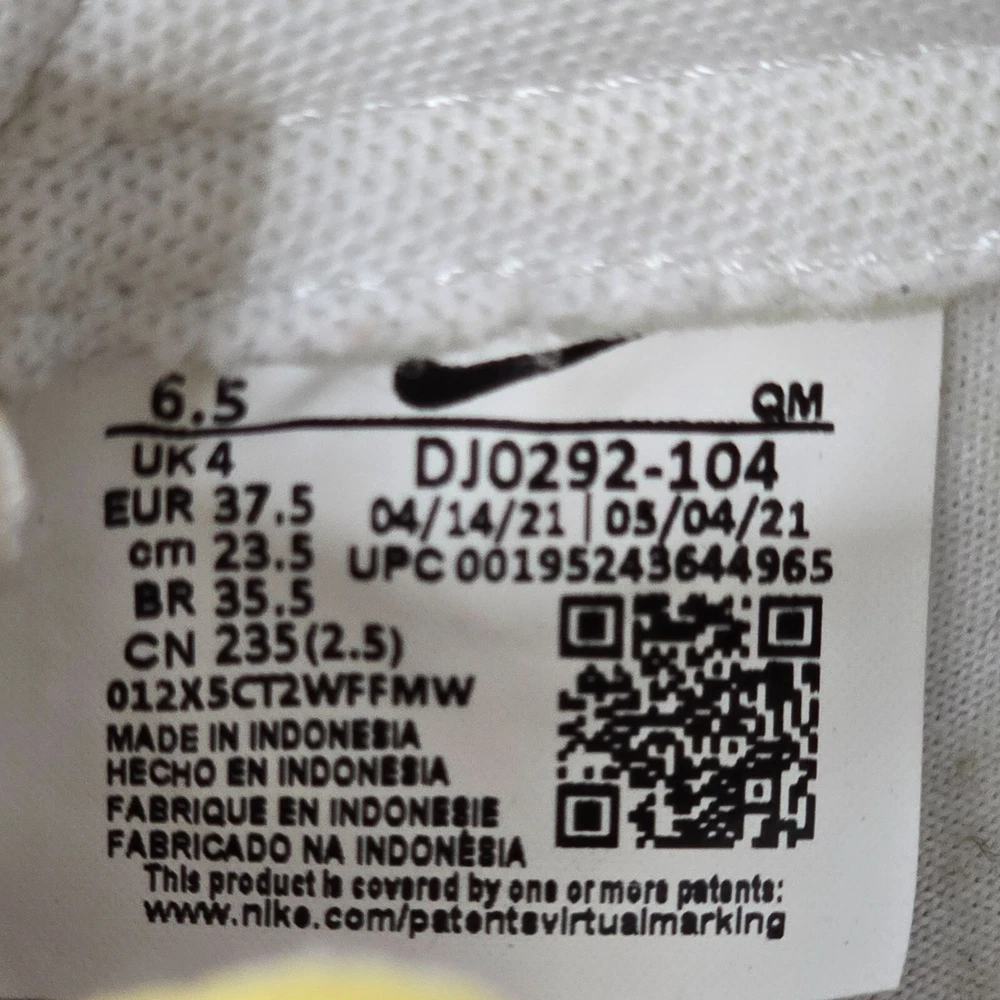 6.5 QM
UK 4 DJ0292-104
EUR 37.5 04/14/21 | 05/04/21
cm 23.5 UPC 00195243644965
BR 35.5
CN 235(2.5)
012X5CT2WFFMW
MADE IN INDONESIA
HECHO EN INDONESIA
FABRIQUE EN INDONESIE
FABRICADO NA INDONÉSIA
This product is covered by one or more patents:
www.nike.com/patentsvirtualmarking